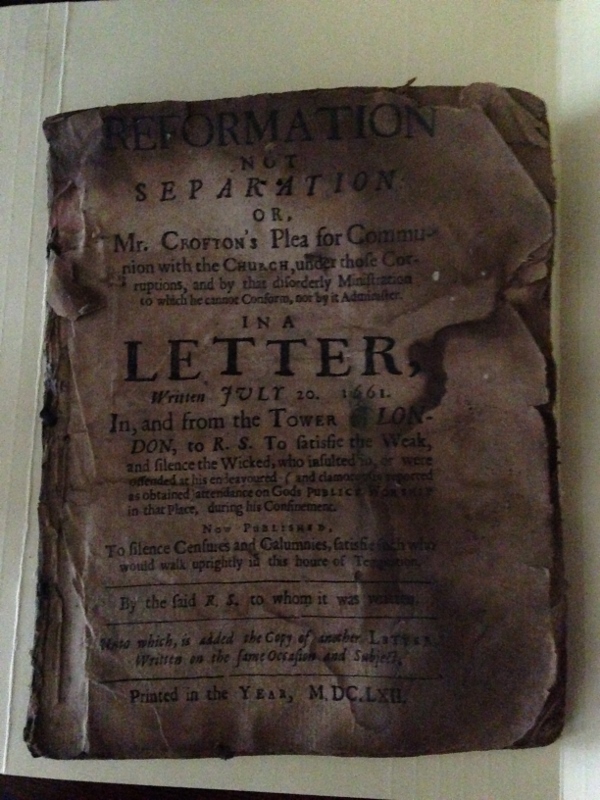 REFORMATION
NOT
SEPARATION
OR,
Mr. CROFTON'S Plea for Commu-
nion with the CHURCH, under those Cor-
ruptions, and by that disorderly Ministration
to which he cannot Conform, nor by it Administer.
IN A
LETTER,
Written JULY 20. 1661.
In, and from the TOWER of LON-
DON, to R. S. To satisfie the Weak,
and silence the Wicked, who insulted in, or were
offended at his endeavoured and clamorously reported
as obtained attendance on Gods PUBLICK WORSHIP
in that Place, during his Confinement.
Now PUBLISHED,
To silence Censures and Calumnies, satisfie such who
would walk uprightly in this houre of Temptation.
By the said R. S. to whom it was written.
Unto which, is added the Copy of another LETTER
Written on the same Occasion and Subject.
Printed in the YEAR, M.DC.LXII.